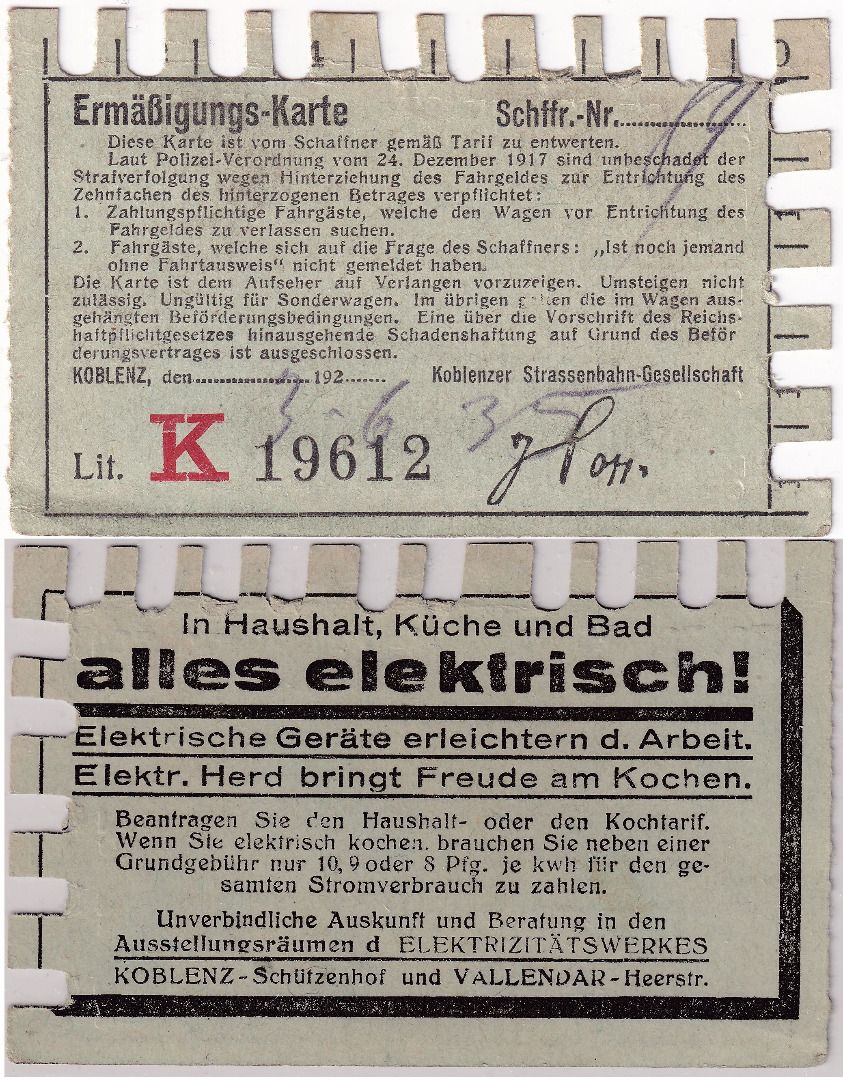 4 0
Ermäßigungs-Karte Schffr.-Nr.
Diese Karte ist vom Schaffner gemäß Tarif zu entwerten.
Laut Polizei-Verordnung vom 24. Dezember 1917 sind unbeschadet der
Strafverfolgung wegen Hinterziehung des Fahrgeldes zur Entrichtung des
Zehnfachen des hinterzogenen Betrages verpflichtet:
1. Zahlungspflichtige Fahrgäste, welche den Wagen vor Entrichtung des
Fahrgeldes zu verlassen suchen.
2. Fahrgäste, welche sich auf die Frage des Schaffners: „Ist noch jemand
ohne Fahrtausweis" nicht gemeldet haben.
Die Karte ist dem Aufseher auf Verlangen vorzuzeigen. Umsteigen nicht
zulässig. Ungültig für Sonderwagen. Im übrigen gelten die im Wagen aus-
gehängten Beförderungsbedingungen. Eine über die Vorschrift des Reichs-
haftpflichtgesetzes hinausgehende Schadenshaftung auf Grund des Beför
derungsvertrages ist ausgeschlossen.
KOBLENZ, den.................... 192....... Koblenzer Strassenbahn-Gesellschaft
3-6 35
Lit. K 19612
In Haushalt, Küche und Bad
alles elektrisch!
Elektrische Geräte erleichtern d. Arbeit.
Elektr. Herd bringt Freude am Kochen.
Beantragen Sie den Haushalt- oder den Kochtarif.
Wenn Sie elektrisch kochen, brauchen Sie neben einer
Grundgebühr nur 10, 9 oder 8 Pfg. je kwh für den ge-
samten Stromverbrauch zu zahlen.
Unverbindliche Auskunft und Beratung in den
Ausstellungsräumen d ELEKTRIZITÄTSWERKES
KOBLENZ-Schützenhof und VALLENDAR-Heerstr.